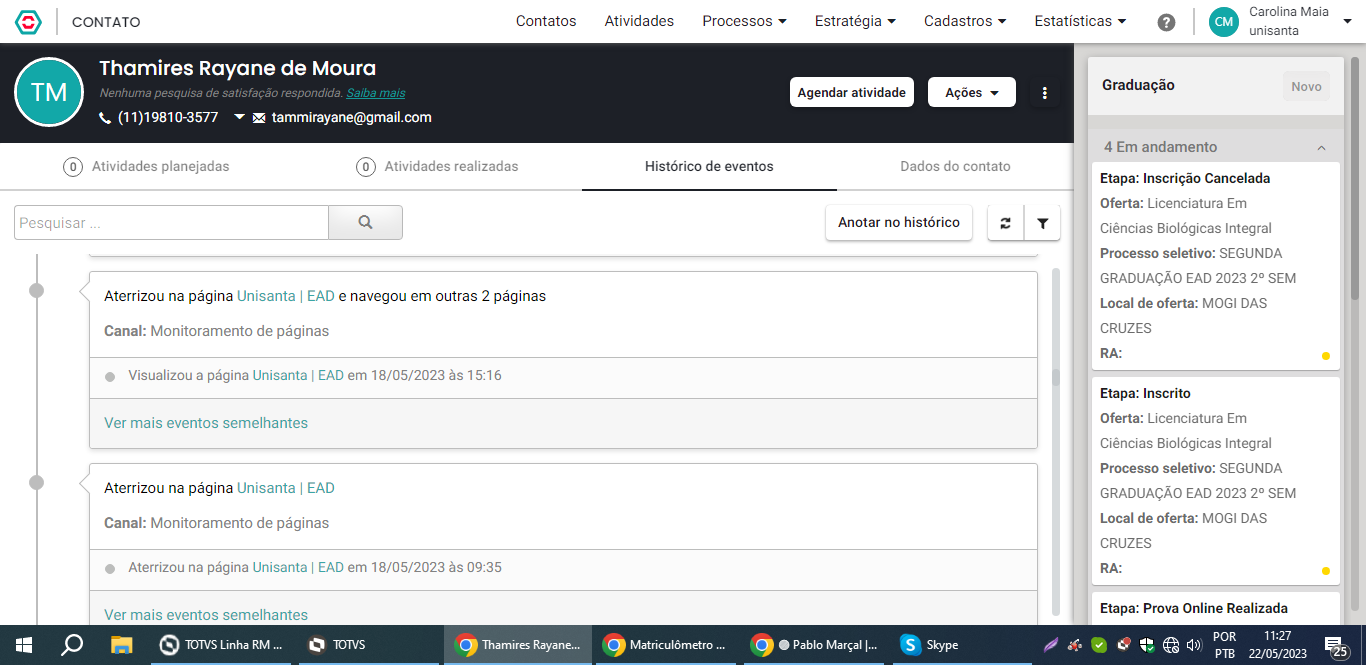 CONTATO
Contatos Atividades Processos Estratégia Cadastros Estatísticas ? CM Carolina Maia
unisanta
TM
Thamires Rayane de Moura
Nenhuma pesquisa de satisfação respondida. Saiba mais
(11)19810-3577 tammirayane@gmail.com
Agendar atividade Ações
0 Atividades planejadas 0 Atividades realizadas Histórico de eventos Dados do contato
Pesquisar ...
Anotar no histórico
Aterrizou na página Unisanta | EAD e navegou em outras 2 páginas
Canal: Monitoramento de páginas
Visualizou a página Unisanta | EAD em 18/05/2023 às 15:16
Ver mais eventos semelhantes
Aterrizou na página Unisanta | EAD
Canal: Monitoramento de páginas
Aterrizou na página Unisanta | EAD em 18/05/2023 às 09:35
Ver mais eventos semelhantes
Graduação Novo
4 Em andamento
Etapa: Inscrição Cancelada
Oferta: Licenciatura Em
Ciências Biológicas Integral
Processo seletivo: SEGUNDA
GRADUAÇÃO EAD 2023 2º SEM
Local de oferta: MOGI DAS
CRUZES
RA:
Etapa: Inscrito
Oferta: Licenciatura Em
Ciências Biológicas Integral
Processo seletivo: SEGUNDA
GRADUAÇÃO EAD 2023 2º SEM
Local de oferta: MOGI DAS
CRUZES
RA:
Etapa: Prova Online Realizada
TOTVS Linha RM ... TOTVS Thamires Rayane... Matriculômetro ... Pablo Marçal |... Skype
POR
PTB
11:27
22/05/2023
25